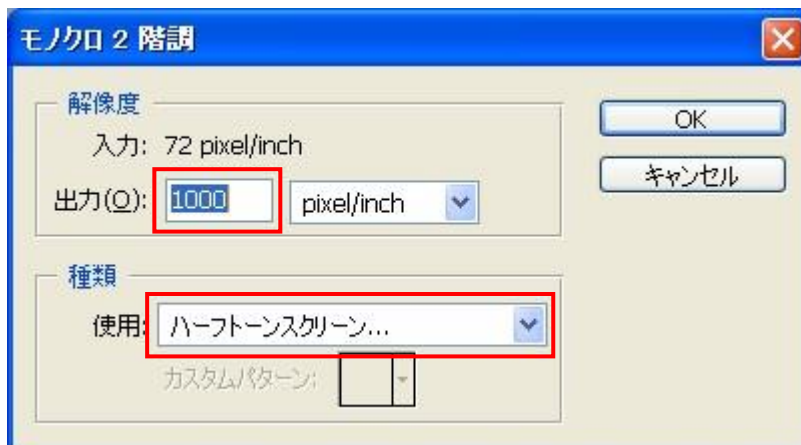 モノクロ 2 階調
解像度
入力: 72 pixel/inch
出力(O): 1000 pixel/inch
OK
キャンセル
種類
使用: ハーフトーンスクリーン...
カスタムパターン: